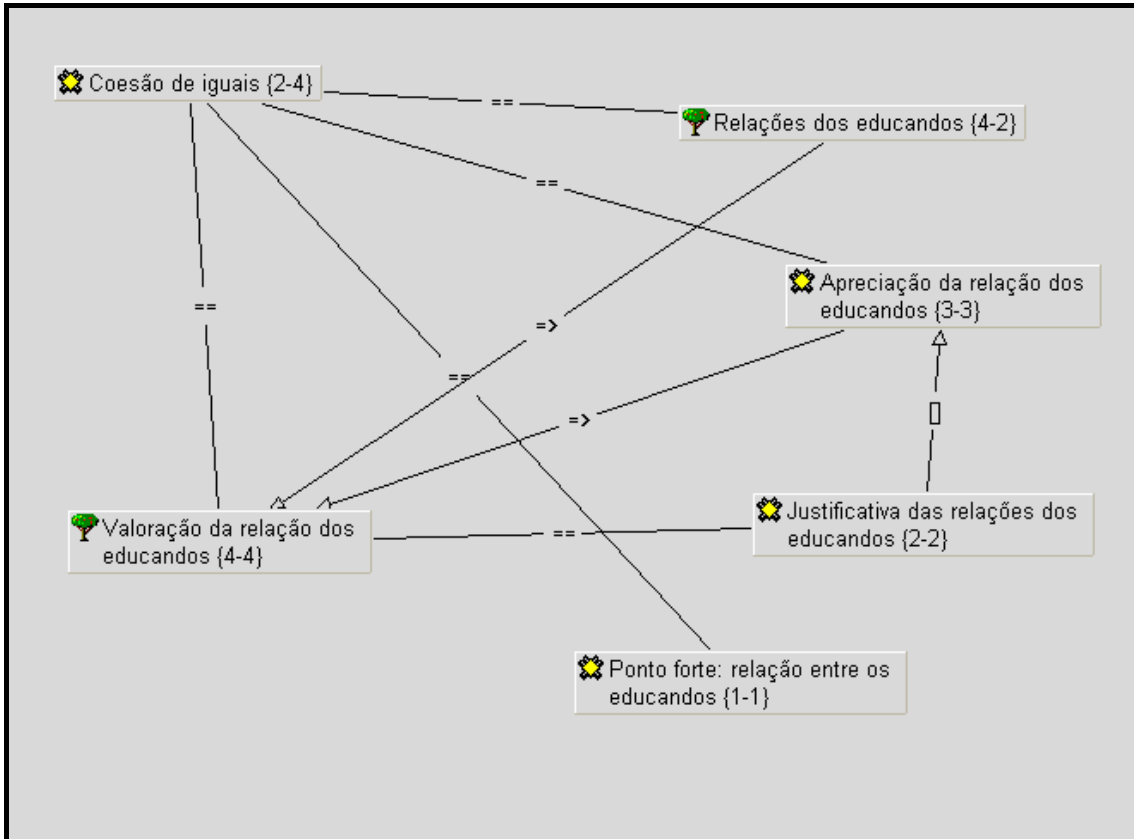 Coesão de iguais {2-4}
==
Relações dos educandos {4-2}
==
Apreciação da relação dos
educandos {3-3}
==
=>
==
=>
[]
Valoração da relação dos
educandos {4-4}
==
Justificativa das relações dos
educandos {2-2}
Ponto forte: relação entre os
educandos {1-1}